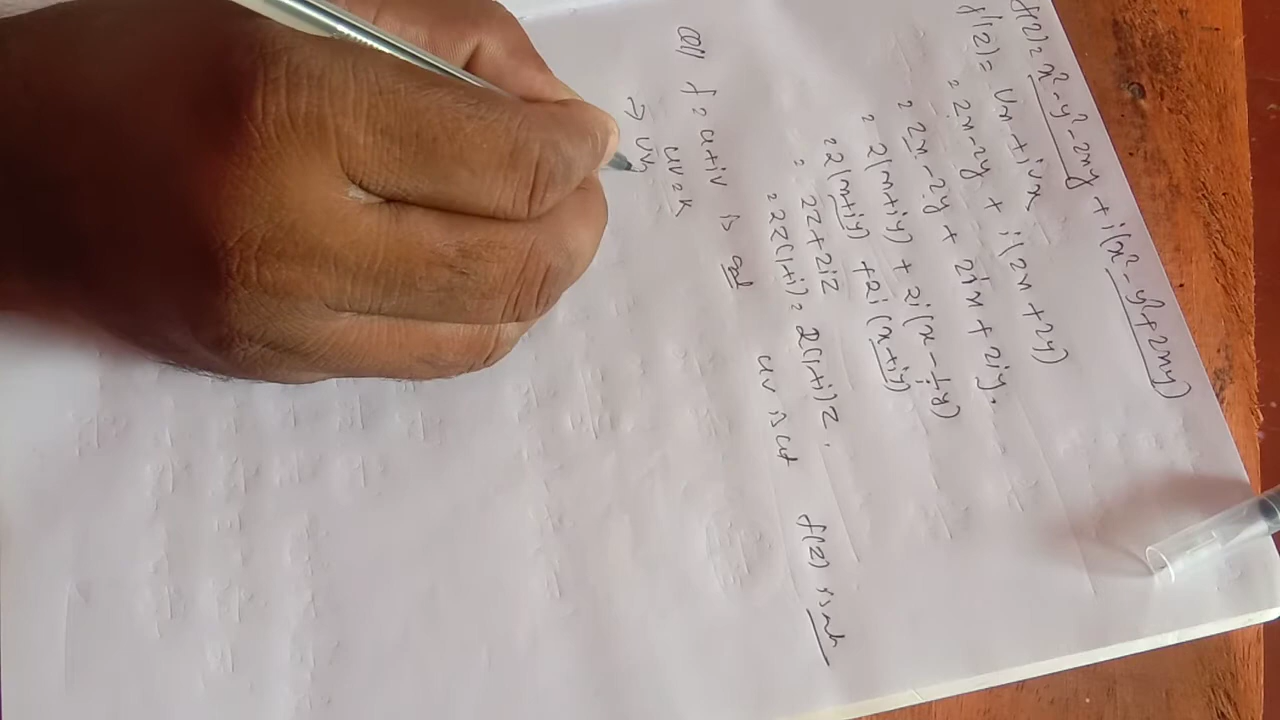 f(z) = x² - y² - 2xy + i(x² - y² + 2xy)
f'(z) = Ux + iVx
= 2x - 2y + i(2x + 2y)
= 2x - 2y + 2ix + 2iy.
= 2(x+iy) + 2i(x - 1/i y)
= 2(x+iy) + 2i(x+iy)
= 2z + 2iz
= 2z(1+i) = 2(1+i)z.
f = u+iv is
uv is f(z) is
uv = k
→ uv